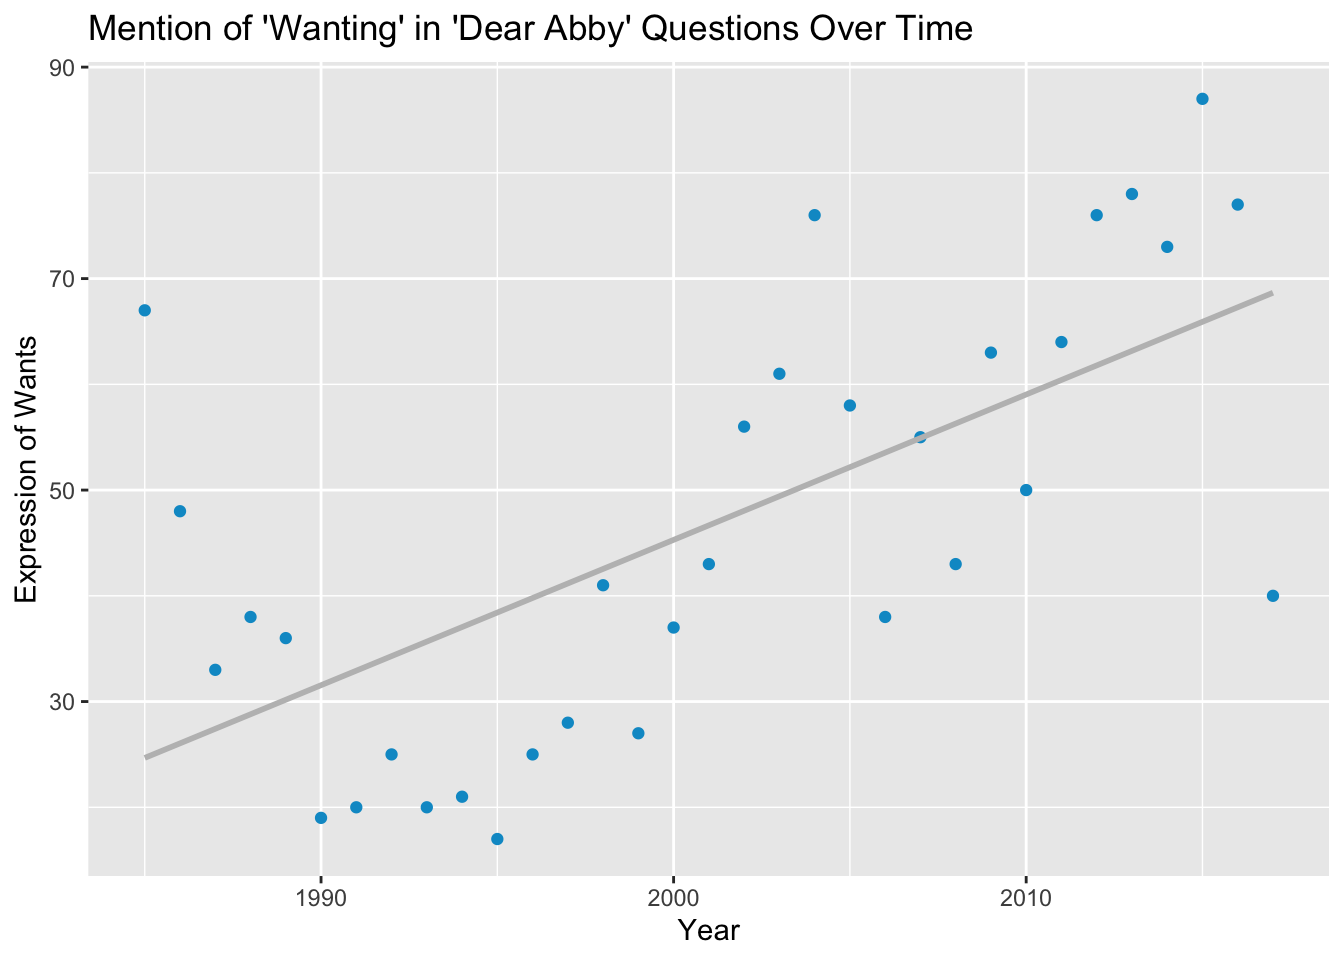 Mention of 'Wanting' in 'Dear Abby' Questions Over Time
90
70
50
30
Expression of Wants
1990
2000
2010
Year